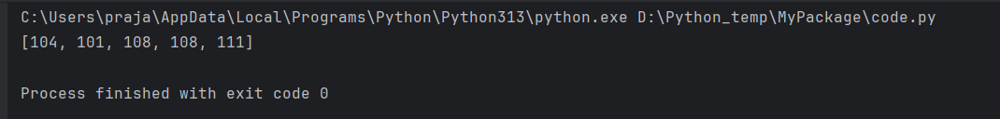 C:\Users\praja\AppData\Local\Programs\Python\Python313\python.exe D:\Python_temp\MyPackage\code.py
[104, 101, 108, 108, 111]
Process finished with exit code 0